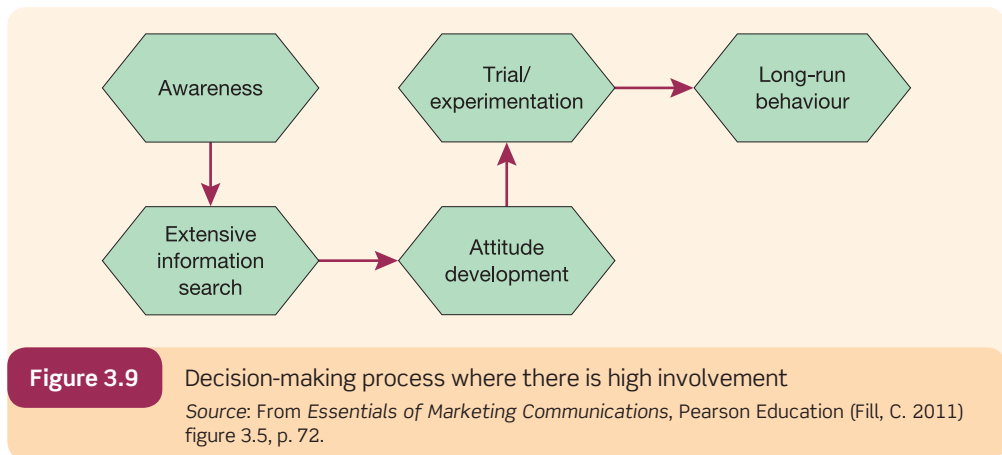 Awareness
Extensive
information
search
Attitude
development
Trial/
experimentation
Long-run
behaviour
Figure 3.9
Decision-making process where there is high involvement
Source: From Essentials of Marketing Communications, Pearson Education (Fill, C. 2011)
figure 3.5, p. 72.